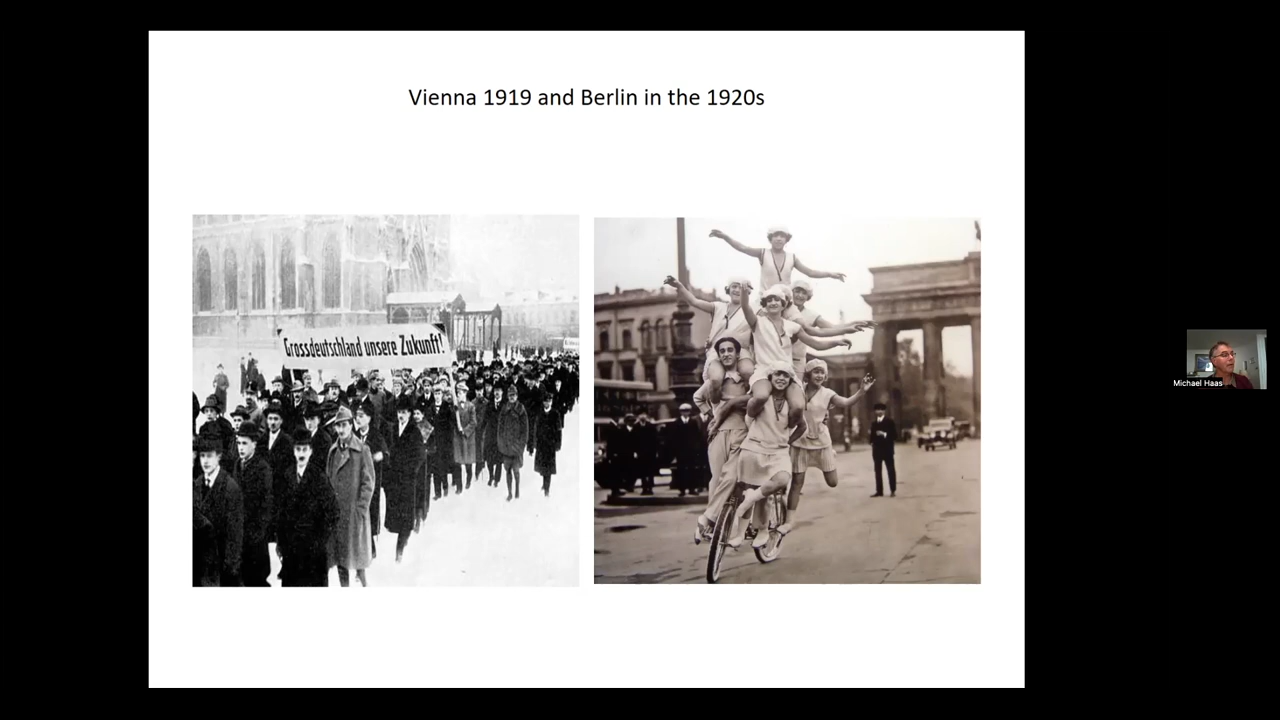 Vienna 1919 and Berlin in the 1920s
Grossdeutschland unsere Zukunft!
Michael Haas